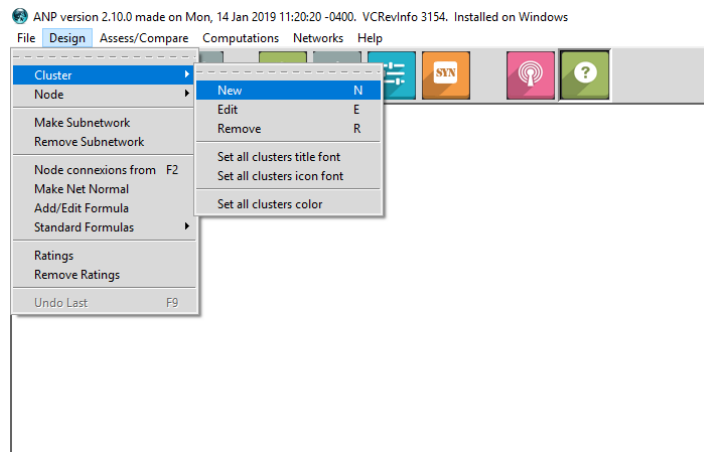 ANP version 2.10.0 made on Mon, 14 Jan 2019 11:20:20 -0400. VCRevInfo 3154. Installed on Windows
File Design Assess/Compare Computations Networks Help
SYN
?
Cluster
Node
Make Subnetwork
Remove Subnetwork
Node connexions from F2
Make Net Normal
Add/Edit Formula
Standard Formulas
Ratings
Remove Ratings
Undo Last F9
New N
Edit E
Remove R
Set all clusters title font
Set all clusters icon font
Set all clusters color